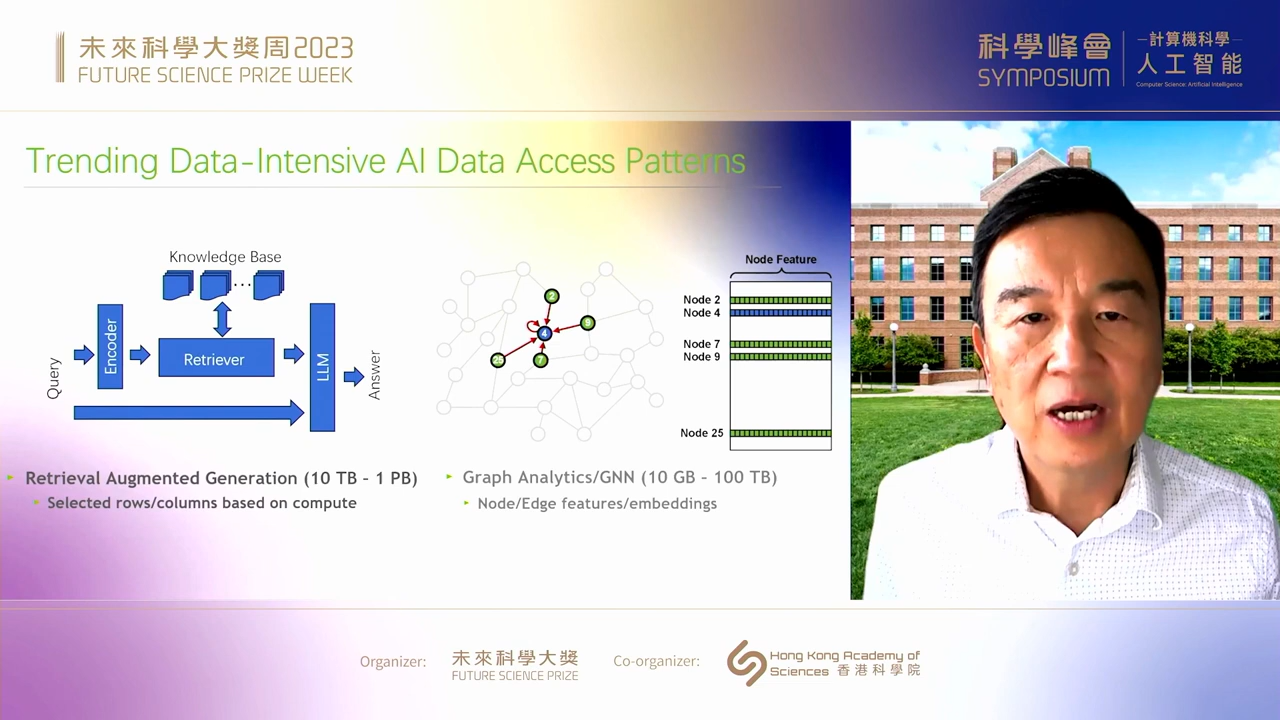 未來科學大獎周2023
FUTURE SCIENCE PRIZE WEEK
科學峰會
SYMPOSIUM
計算機科學
人工智能
Computer Science: Artificial Intelligence
Trending Data-Intensive AI Data Access Patterns
Knowledge Base
...
Query
Encoder
Retriever
LLM
Answer
2
4
9
25
7
Node Feature
Node 2
Node 4
Node 7
Node 9
Node 25
Retrieval Augmented Generation (10 TB - 1 PB)
Selected rows/columns based on compute
Graph Analytics/GNN (10 GB - 100 TB)
Node/Edge features/embeddings
Organizer:
未來科學大獎
FUTURE SCIENCE PRIZE
Co-organizer:
Hong Kong Academy of
Sciences 香港科學院